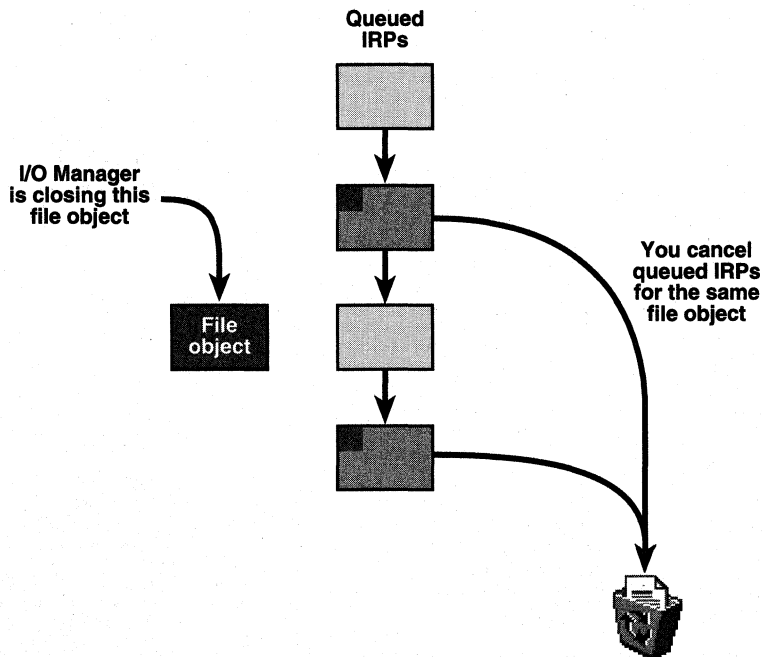 Queued
IRPs
I/O Manager
is closing this
file object
File
object
You cancel
queued IRPs
for the same
file object